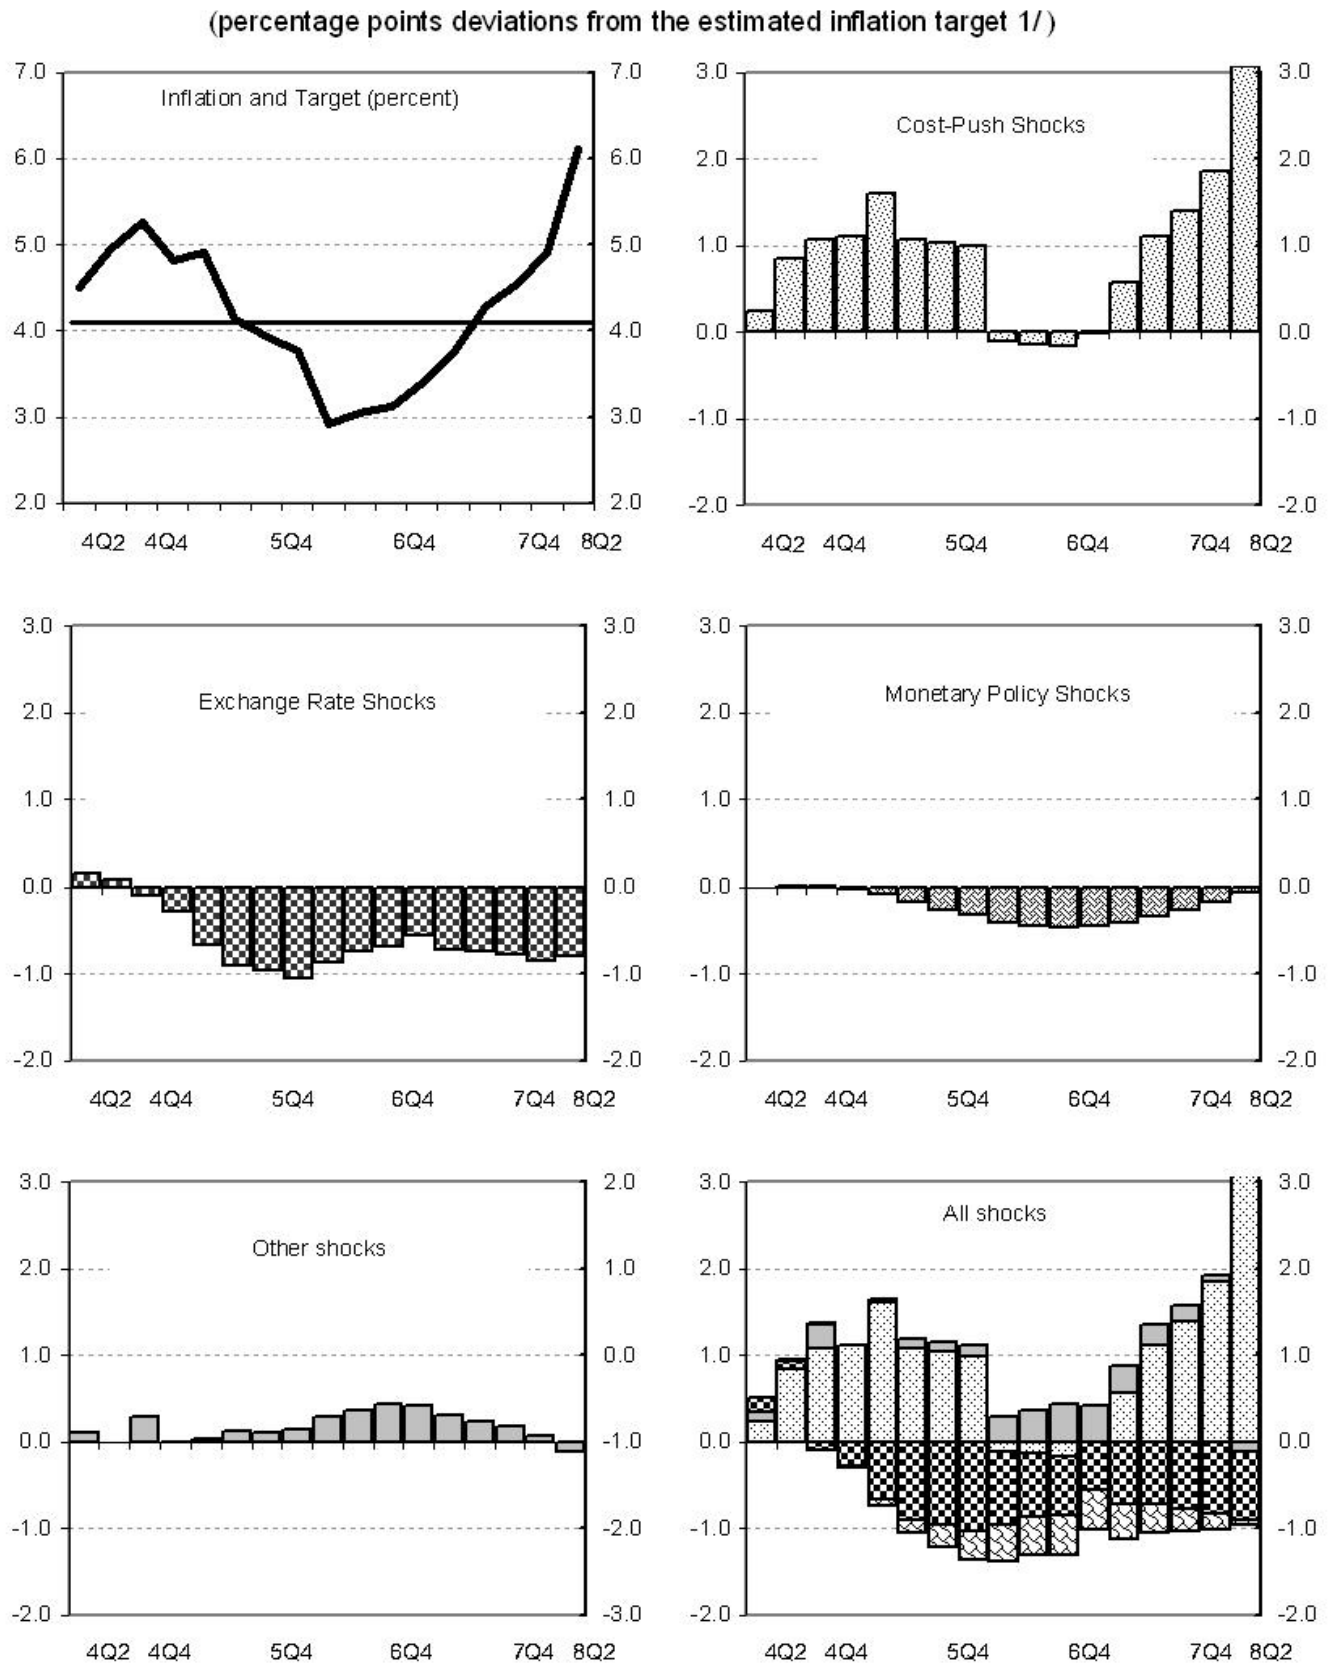 (percentage points deviations from the estimated inflation target 1/)
7.0 7.0
Inflation and Target (percent)
6.0 6.0
5.0 5.0
4.0 4.0
3.0 3.0
2.0 2.0
4Q2 4Q4 5Q4 6Q4 7Q4 8Q2
3.0 3.0
Cost-Push Shocks
2.0 2.0
1.0 1.0
0.0 0.0
-1.0 -1.0
-2.0 -2.0
4Q2 4Q4 5Q4 6Q4 7Q4 8Q2
3.0 3.0
Exchange Rate Shocks
2.0 2.0
1.0 1.0
0.0 0.0
-1.0 -1.0
-2.0 -2.0
4Q2 4Q4 5Q4 6Q4 7Q4 8Q2
3.0 3.0
Monetary Policy Shocks
2.0 2.0
1.0 1.0
0.0 0.0
-1.0 -1.0
-2.0 -2.0
4Q2 4Q4 5Q4 6Q4 7Q4 8Q2
3.0 2.0
Other shocks
2.0 1.0
1.0 0.0
0.0 -1.0
-1.0 -2.0
-2.0 -3.0
4Q2 4Q4 5Q4 6Q4 7Q4 8Q2
3.0 3.0
All shocks
2.0 2.0
1.0 1.0
0.0 0.0
-1.0 -1.0
-2.0 -2.0
4Q2 4Q4 5Q4 6Q4 7Q4 8Q2